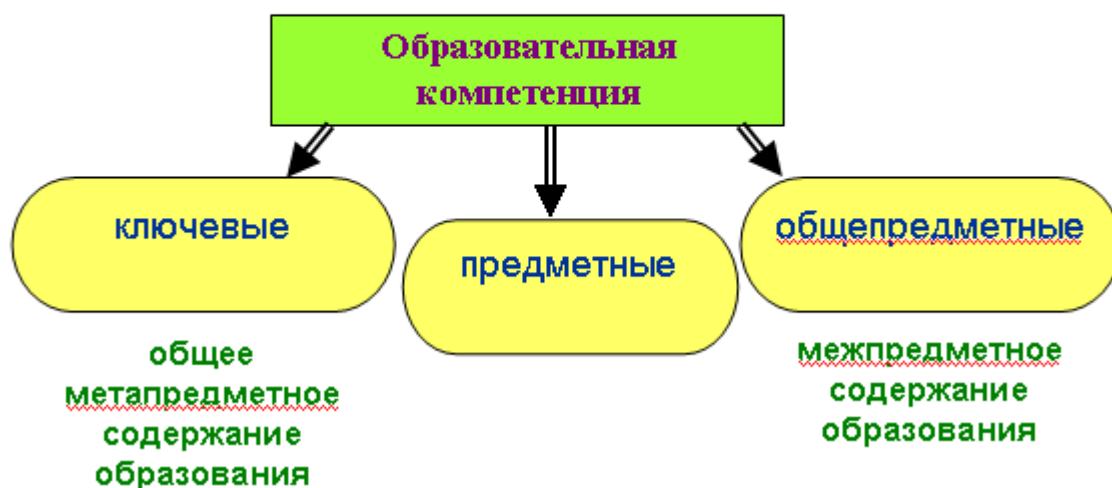 Образовательная
компетенция
ключевые
предметные
общепредметные
общее
метапредметное
содержание
образования
межпредметное
содержание
образования